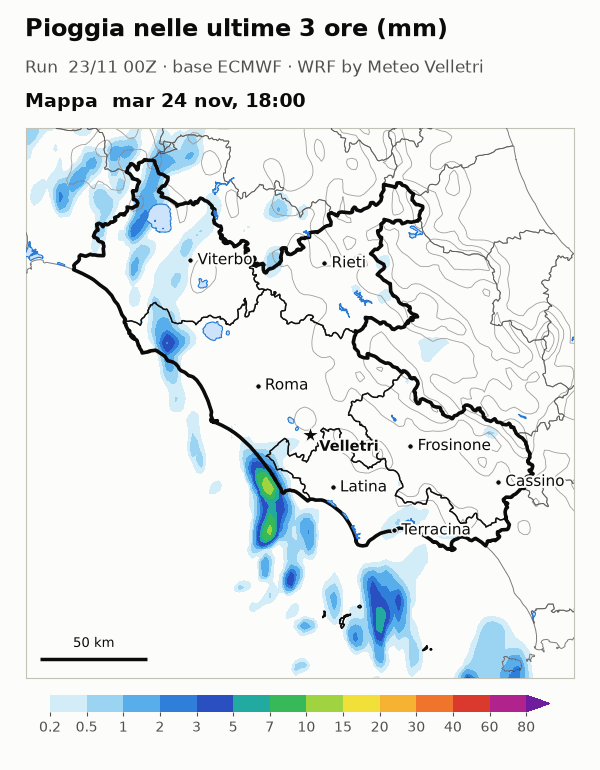 Pioggia nelle ultime 3 ore (mm)
Run  23/11 00Z · base ECMWF · WRF by Meteo Velletri
Mappa  mar 24 nov, 18:00
Viterbo
Rieti
Roma
Velletri
Frosinone
Latina
Cassino
Terracina
50 km
0.2 0.5 1 2 3 5 7 10 15 20 30 40 60 80